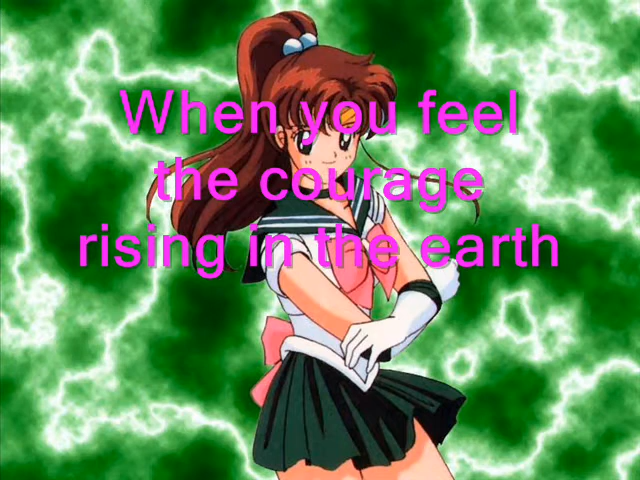 When you feel
the courage
rising in the earth